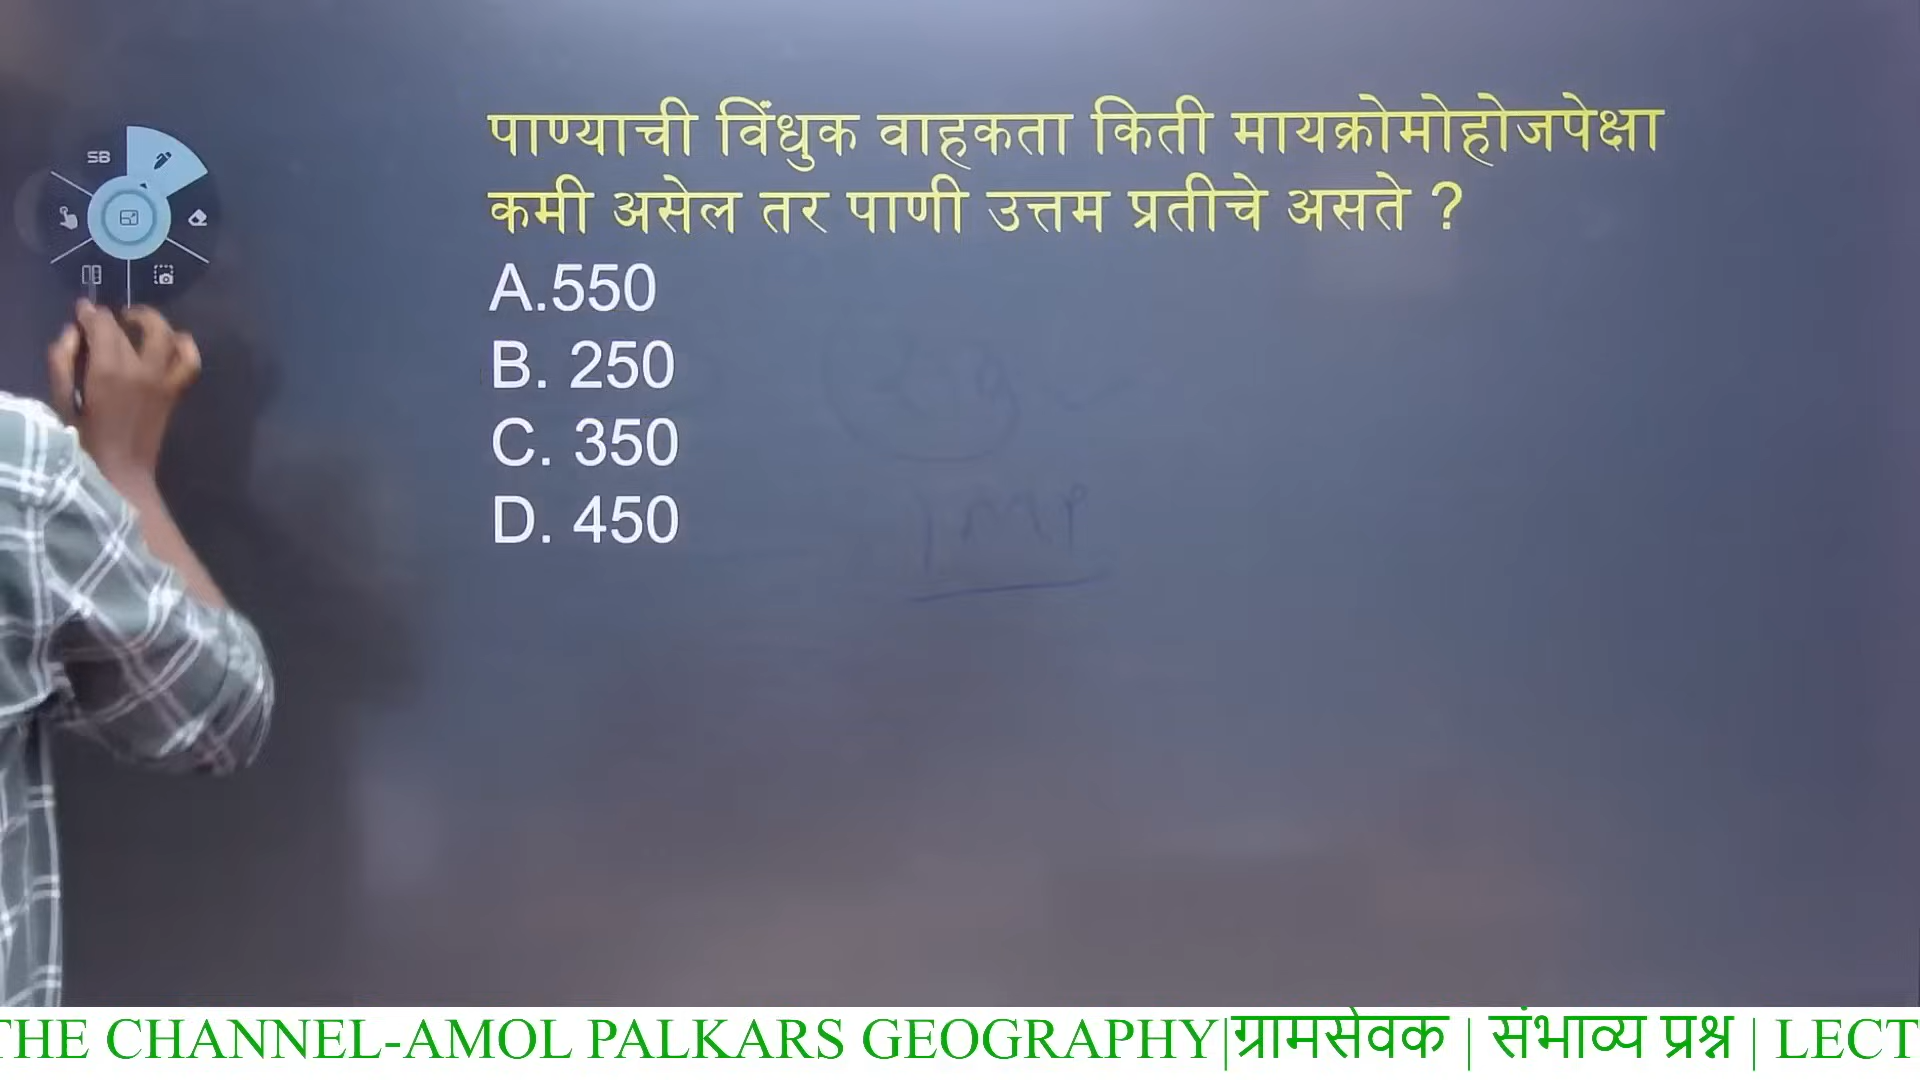 SB
पाण्याची विंधुक वाहकता किती मायक्रोमोहोजपेक्षा
कमी असेल तर पाणी उत्तम प्रतीचे असते ?
A.550
B. 250
C. 350
D. 450
Imp
THE CHANNEL-AMOL PALKARS GEOGRAPHY|ग्रामसेवक | संभाव्य प्रश्न | LECT